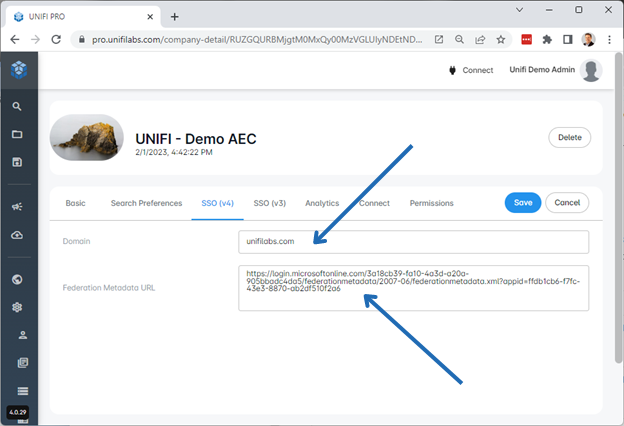 UNIFI PRO
pro.unifilabs.com/company-detail/RUZGQURBMjgtM0MxQy00MzVGLUIyNDEtND...
Connect
Unifi Demo Admin
UNIFI - Demo AEC
2/1/2023, 4:42:22 PM
Delete
Basic
Search Preferences
SSO (v4)
SSO (v3)
Analytics
Connect
Permissions
Save
Cancel
Domain
unifilabs.com
Federation Metadata URL
https://login.microsoftonline.com/3a18cb39-fa10-4a3d-a20a-
905bbadc4da5/federationmetadata/2007-06/federationmetadata.xml?appid=ffdb1cb6-f7fc-
43e3-8870-ab2df510f2a6
4.0.29